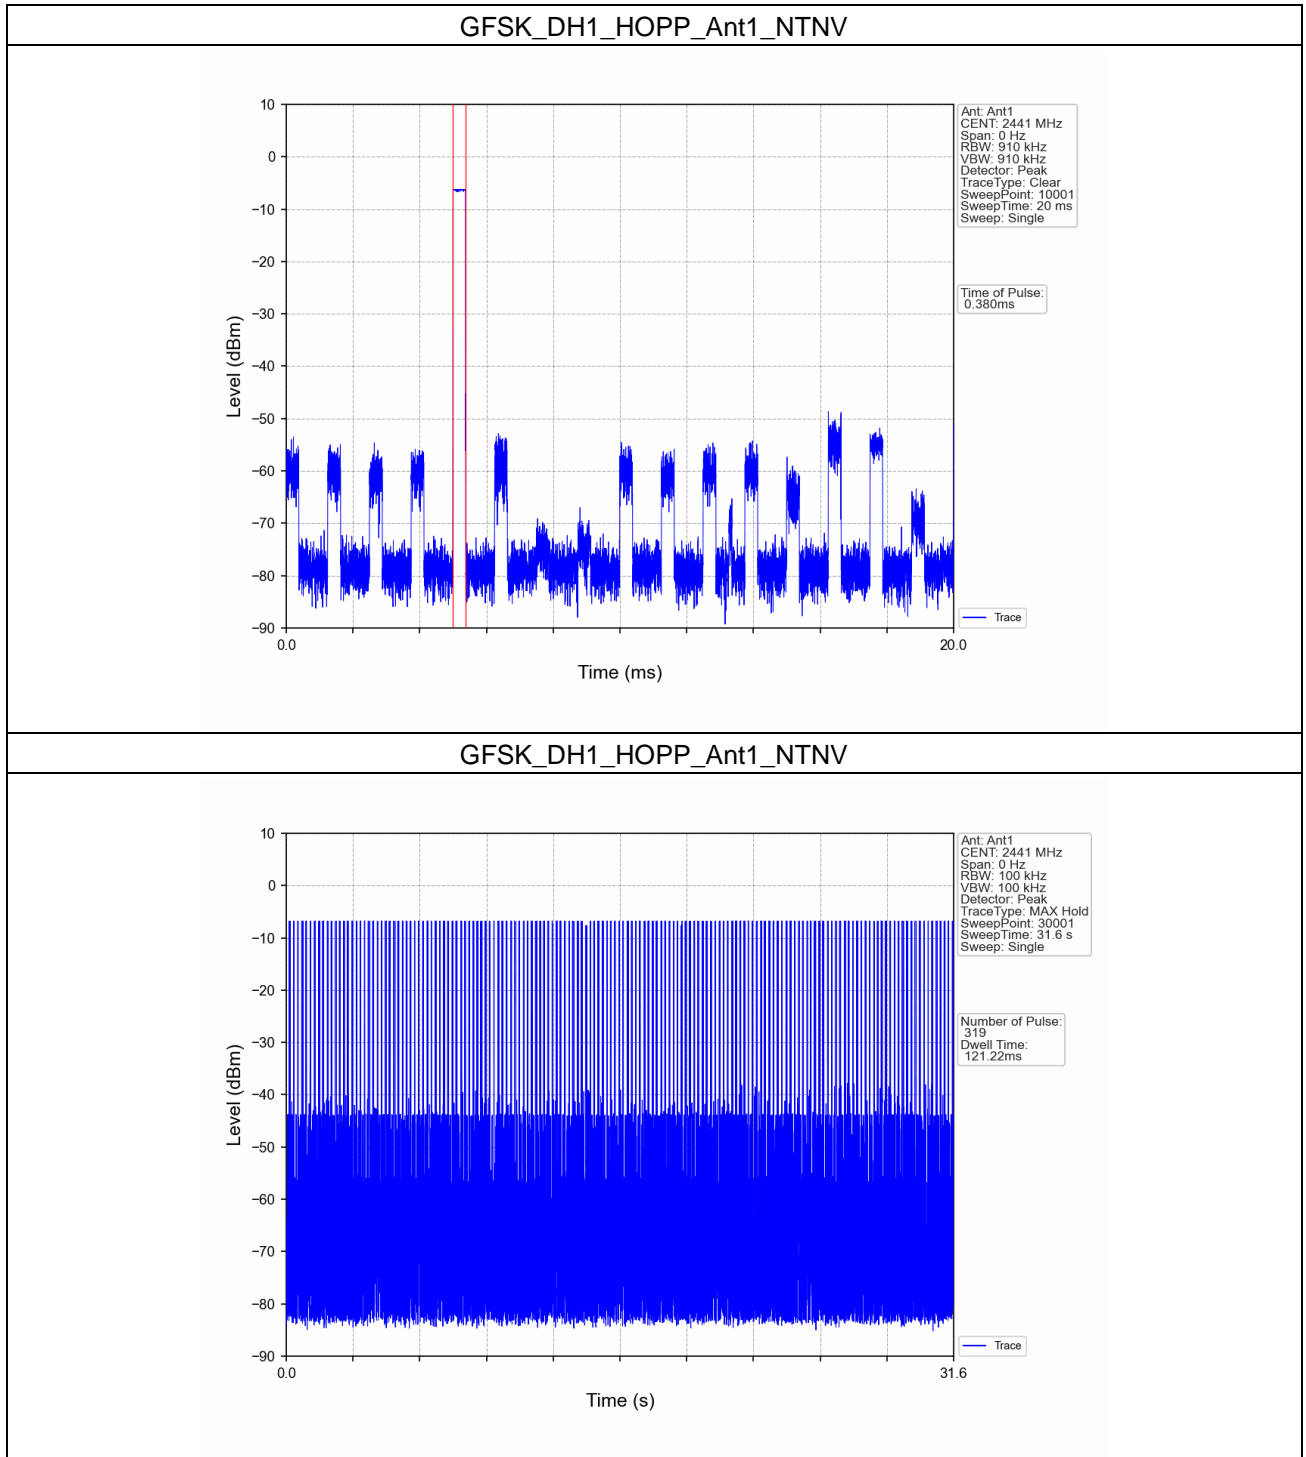 GFSK_DH1_HOPP_Ant1_NTNV
10
0
−10
−20
−30
−40
−50
−60
−70
−80
−90
Level (dBm)
0.0
20.0
Time (ms)
Ant: Ant1
CENT: 2441 MHz
Span: 0 Hz
RBW: 910 kHz
VBW: 910 kHz
Detector: Peak
TraceType: Clear
SweepPoint: 10001
SweepTime: 20 ms
Sweep: Single
Time of Pulse:
0.380ms
Trace
GFSK_DH1_HOPP_Ant1_NTNV
10
0
−10
−20
−30
−40
−50
−60
−70
−80
−90
Level (dBm)
0.0
31.6
Time (s)
Ant: Ant1
CENT: 2441 MHz
Span: 0 Hz
RBW: 100 kHz
VBW: 100 kHz
Detector: Peak
TraceType: MAX Hold
SweepPoint: 30001
SweepTime: 31.6 s
Sweep: Single
Number of Pulse:
319
Dwell Time:
121.22ms
Trace